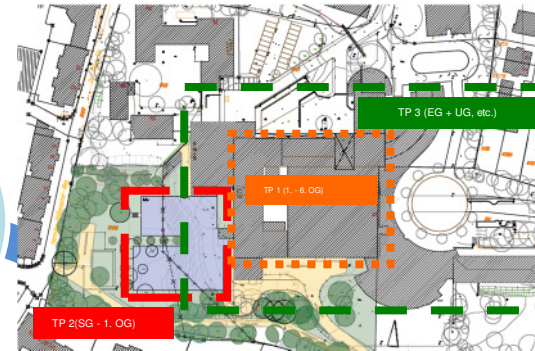 TP 3 (EG + UG, etc.)
TP 1 (1. - 6. OG)
TP 2(SG - 1. OG)